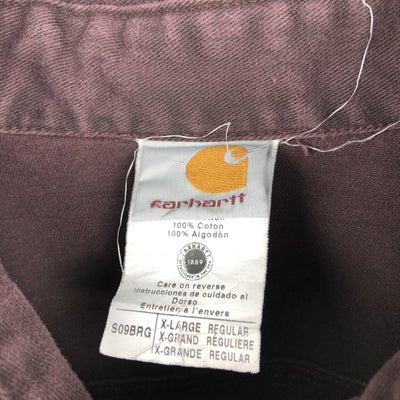 carhartt
100% Coton
100% Algodón
1889
Care on reverse
Instrucciones de cuidado al
Dorso
Entretien a l'envers
S09BRG
X-LARGE REGULAR
X-GRAND REGULIERE
IX-GRANDE REGULAR